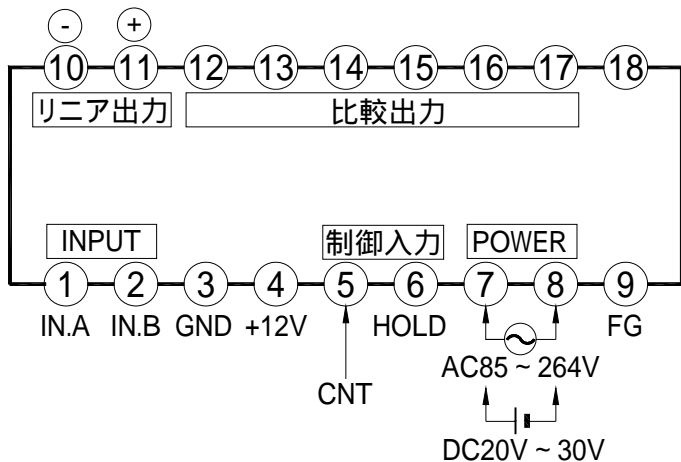 - +
10 11 12 13 14 15 16 17 18
リニア出力 比較出力
INPUT 制御入力 POWER
1 2 3 4 5 6 7 8 9
IN.A IN.B GND +12V HOLD FG
AC85 ~ 264V
CNT
DC20V ~ 30V